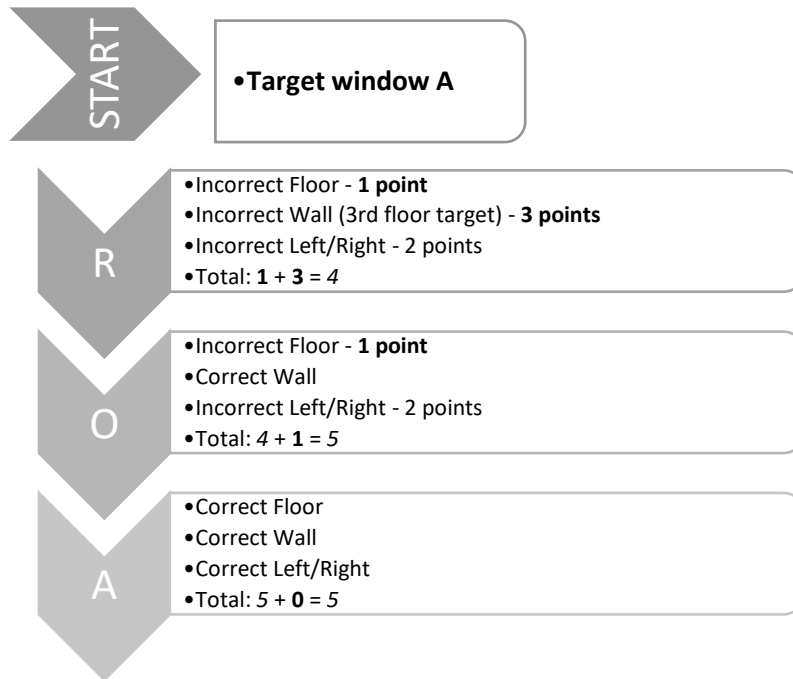 START
•Target window A
R
•Incorrect Floor - 1 point
•Incorrect Wall (3rd floor target) - 3 points
•Incorrect Left/Right - 2 points
•Total: 1 + 3 = 4
O
•Incorrect Floor - 1 point
•Correct Wall
•Incorrect Left/Right - 2 points
•Total: 4 + 1 = 5
A
•Correct Floor
•Correct Wall
•Correct Left/Right
•Total: 5 + 0 = 5